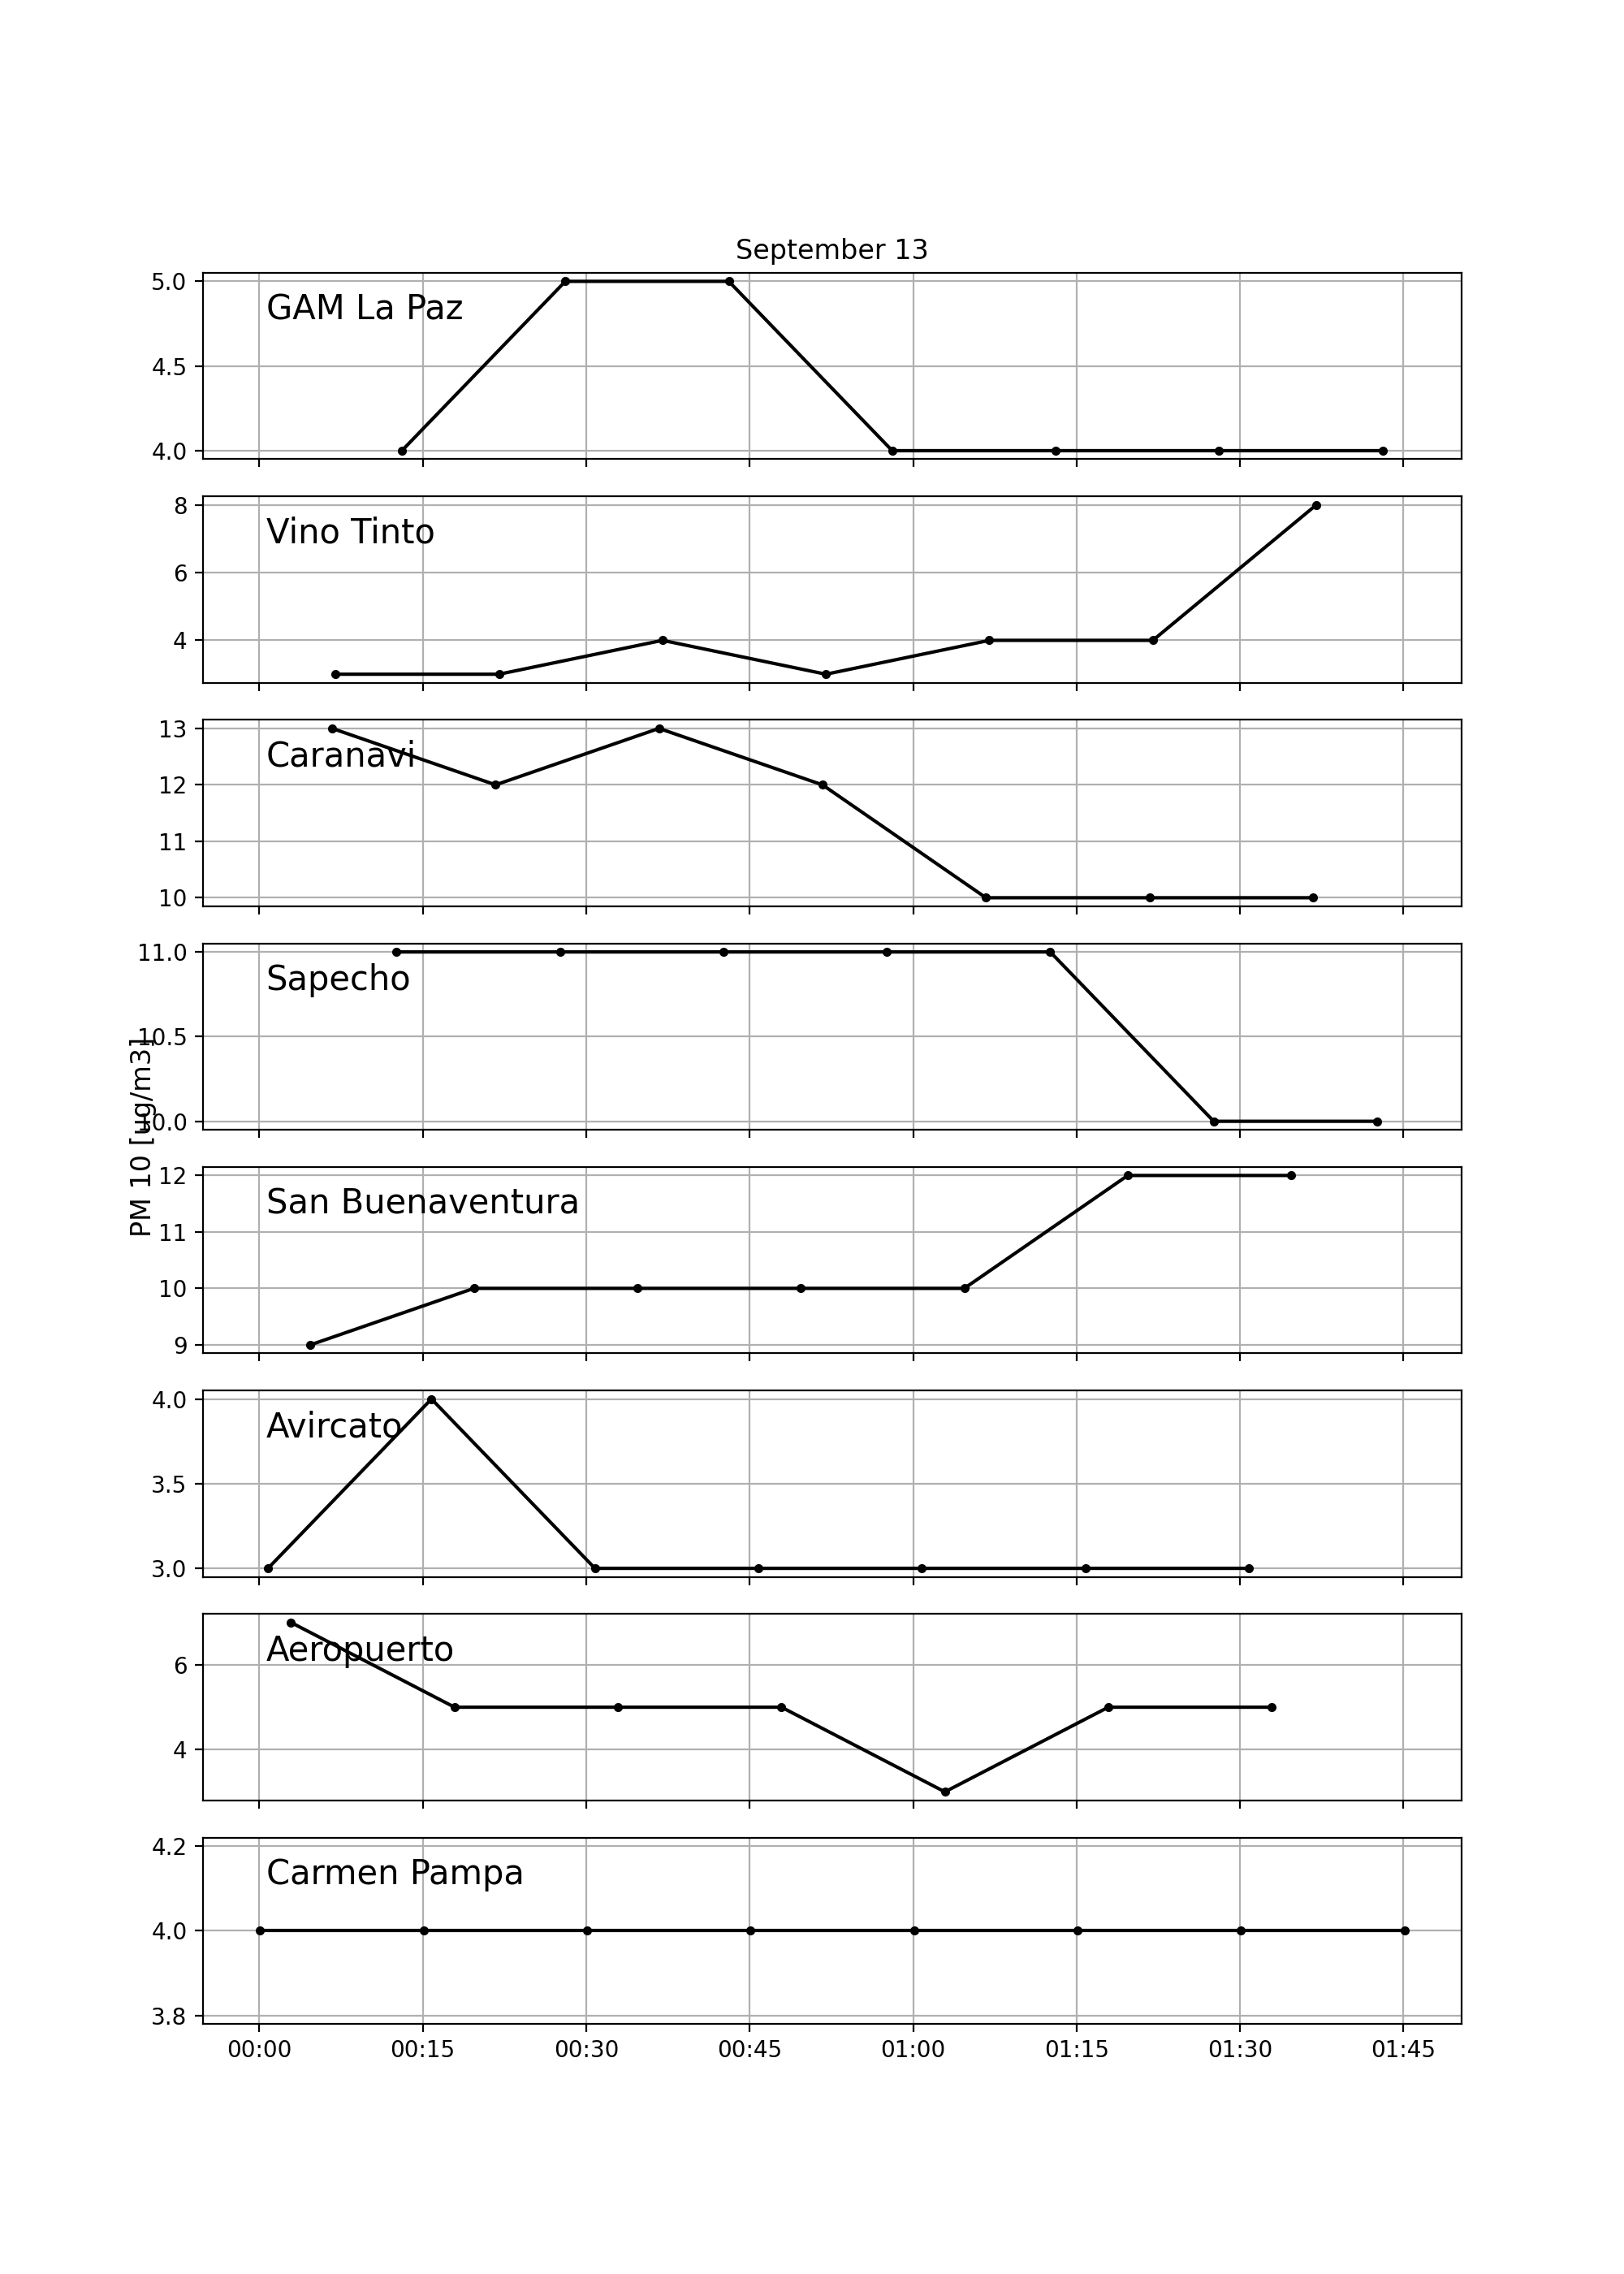 September 13
5.0
GAM La Paz
4.5
4.0
8
Vino Tinto
6
4
13
Caranavi
12
11
10
11.0
Sapecho
10.5
10.0
PM 10 [ug/m3]
12
San Buenaventura
11
10
9
4.0
Avircato
3.5
3.0
Aeropuerto
6
4
4.2
Carmen Pampa
4.0
3.8
00:00 00:15 00:30 00:45 01:00 01:15 01:30 01:45